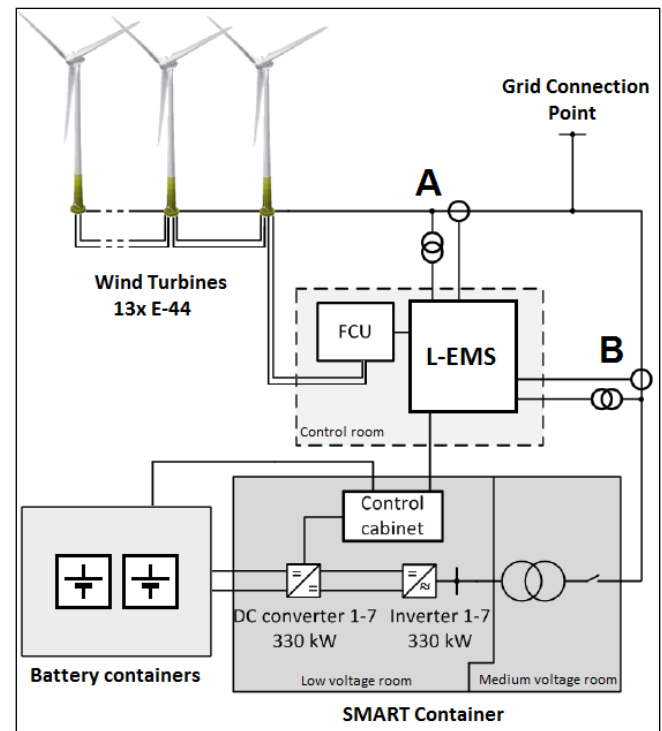 Grid Connection
Point
A
Wind Turbines
13x E-44
FCU
L-EMS
B
Control room
Control
cabinet
DC converter 1-7
330 kW
Inverter 1-7
330 kW
Battery containers
Low voltage room
Medium voltage room
SMART Container